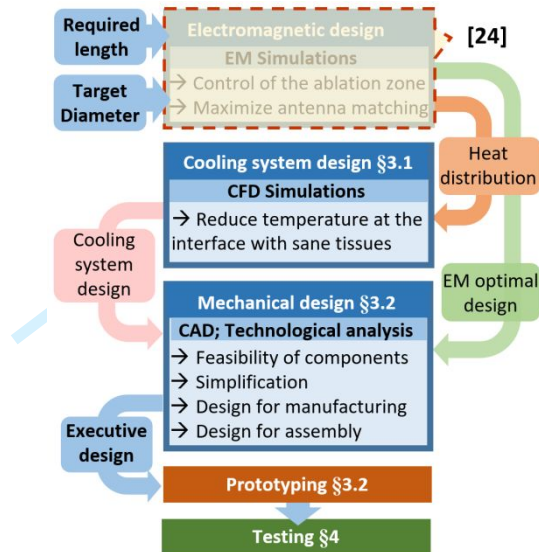 Required
length
Target
Diameter
Electromagnetic design
EM Simulations
→ Control of the ablation zone
→ Maximize antenna matching
[24]
Heat
distribution
Cooling system design §3.1
CFD Simulations
→ Reduce temperature at the
interface with sane tissues
Cooling
system
design
EM optimal
design
Mechanical design §3.2
CAD; Technological analysis
→ Feasibility of components
→ Simplification
→ Design for manufacturing
→ Design for assembly
Executive
design
Prototyping §3.2
Testing §4